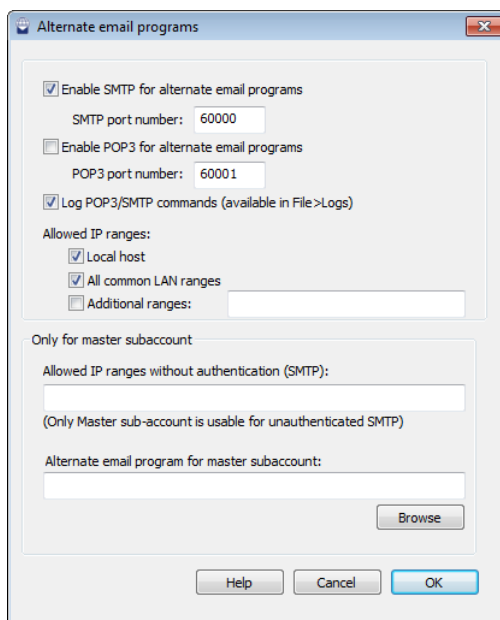 Alternate email programs
Enable SMTP for alternate email programs
SMTP port number: 60000
Enable POP3 for alternate email programs
POP3 port number: 60001
Log POP3/SMTP commands (available in File>Logs)
Allowed IP ranges:
Local host
All common LAN ranges
Additional ranges:
Only for master subaccount
Allowed IP ranges without authentication (SMTP):
(Only Master sub-account is usable for unauthenticated SMTP)
Alternate email program for master subaccount:
Browse
Help Cancel OK